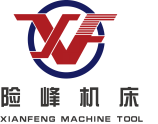 险峰机床
XIANFENG MACHINE TOOL